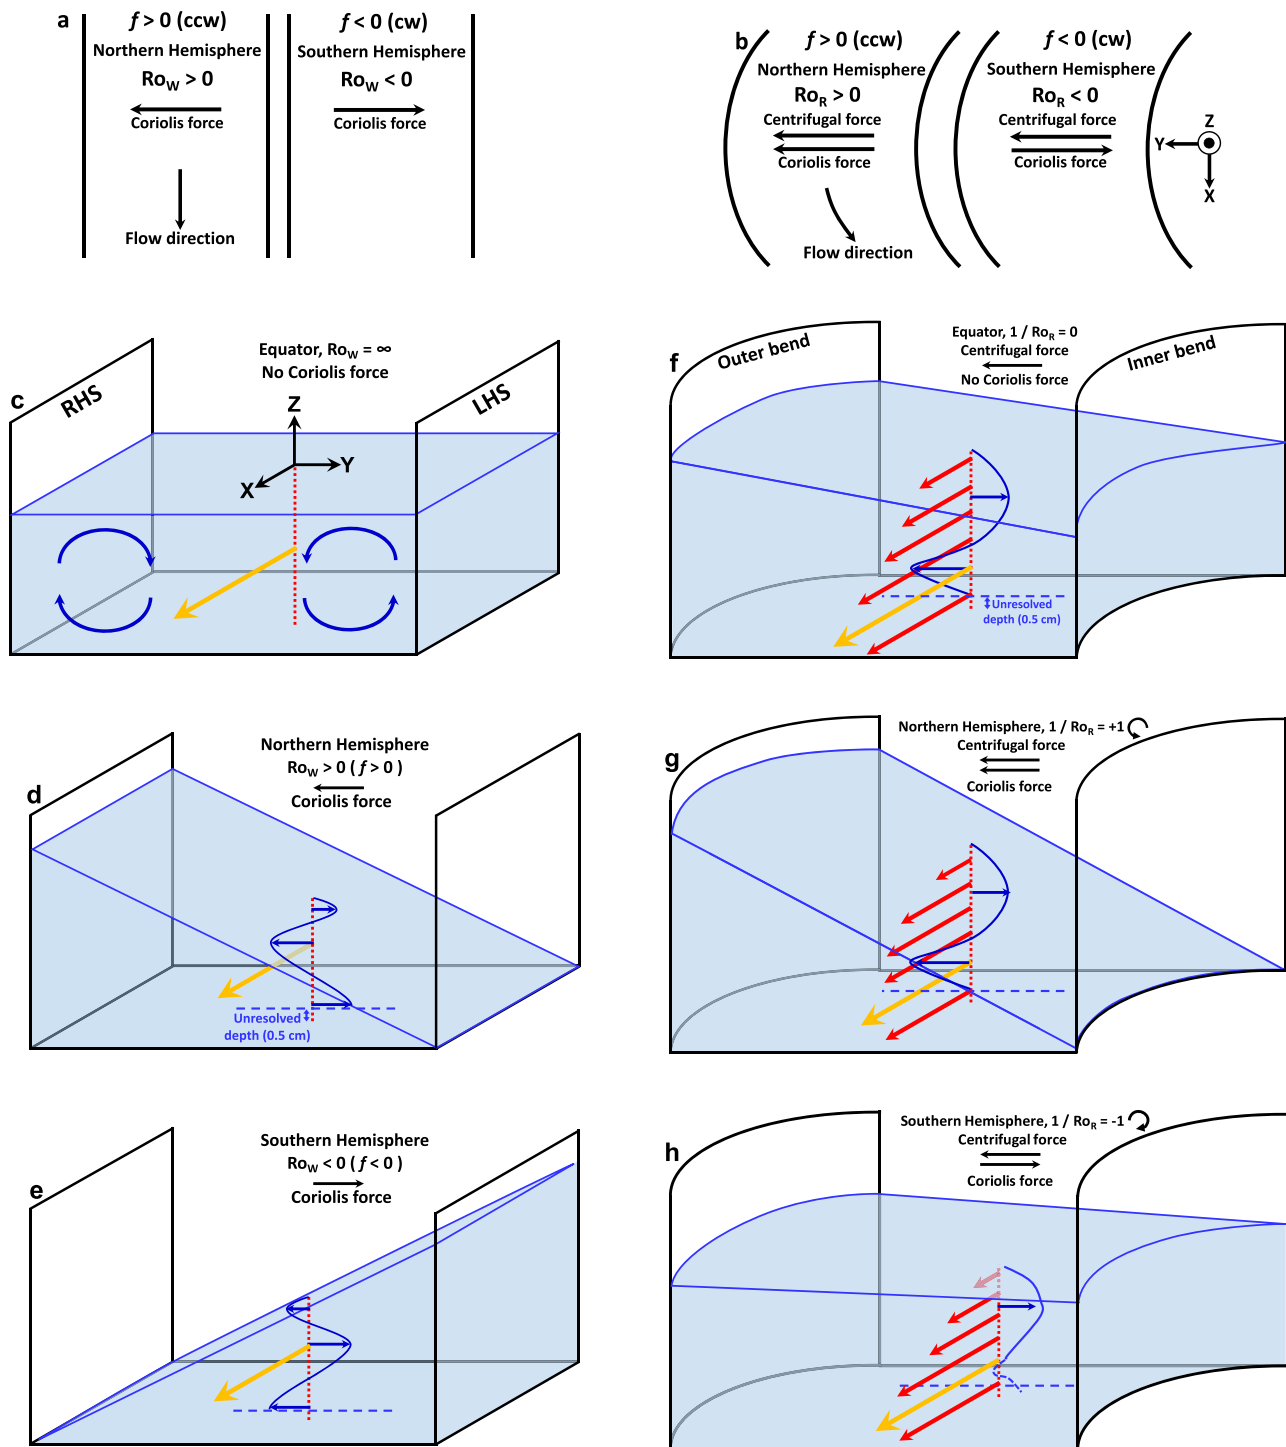 a
f > 0 (ccw)
Northern Hemisphere
Ro_W > 0
Coriolis force
Flow direction
f < 0 (cw)
Southern Hemisphere
Ro_W < 0
Coriolis force
b
f > 0 (ccw)
Northern Hemisphere
Ro_R > 0
Centrifugal force
Coriolis force
Flow direction
f < 0 (cw)
Southern Hemisphere
Ro_R < 0
Centrifugal force
Coriolis force
Z
Y
X
c
RHS
Equator, Ro_W = ∞
No Coriolis force
LHS
Z
Y
X
f
Outer bend
Equator, 1 / Ro_R = 0
Centrifugal force
No Coriolis force
Inner bend
Unresolved
depth (0.5 cm)
d
Northern Hemisphere
Ro_W > 0 ( f > 0 )
Coriolis force
Unresolved
depth (0.5 cm)
g
Northern Hemisphere, 1 / Ro_R = +1
Centrifugal force
Coriolis force
e
Southern Hemisphere
Ro_W < 0 ( f < 0 )
Coriolis force
h
Southern Hemisphere, 1 / Ro_R = -1
Centrifugal force
Coriolis force